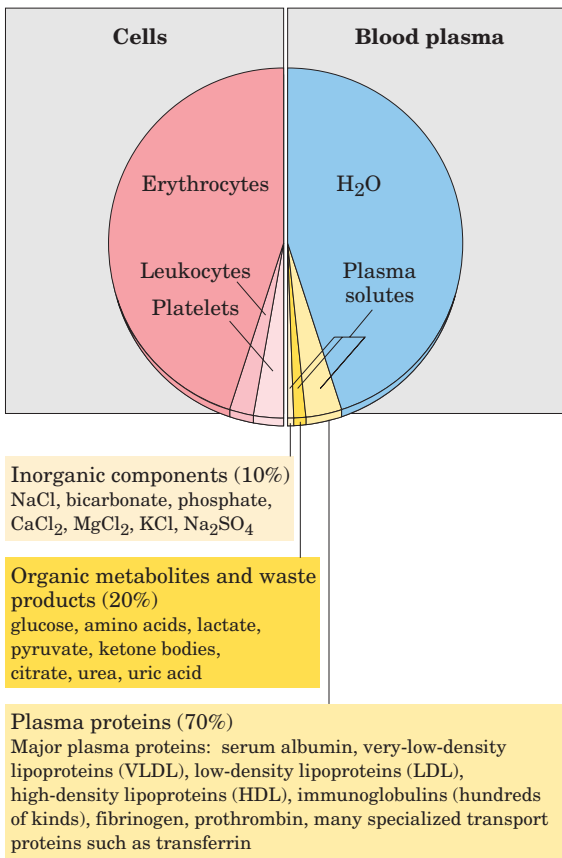 Cells
Blood plasma
Erythrocytes
H₂O
Leukocytes
Platelets
Plasma
solutes
Inorganic components (10%)
NaCl, bicarbonate, phosphate,
CaCl₂, MgCl₂, KCl, Na₂SO₄
Organic metabolites and waste
products (20%)
glucose, amino acids, lactate,
pyruvate, ketone bodies,
citrate, urea, uric acid
Plasma proteins (70%)
Major plasma proteins: serum albumin, very-low-density
lipoproteins (VLDL), low-density lipoproteins (LDL),
high-density lipoproteins (HDL), immunoglobulins (hundreds
of kinds), fibrinogen, prothrombin, many specialized transport
proteins such as transferrin